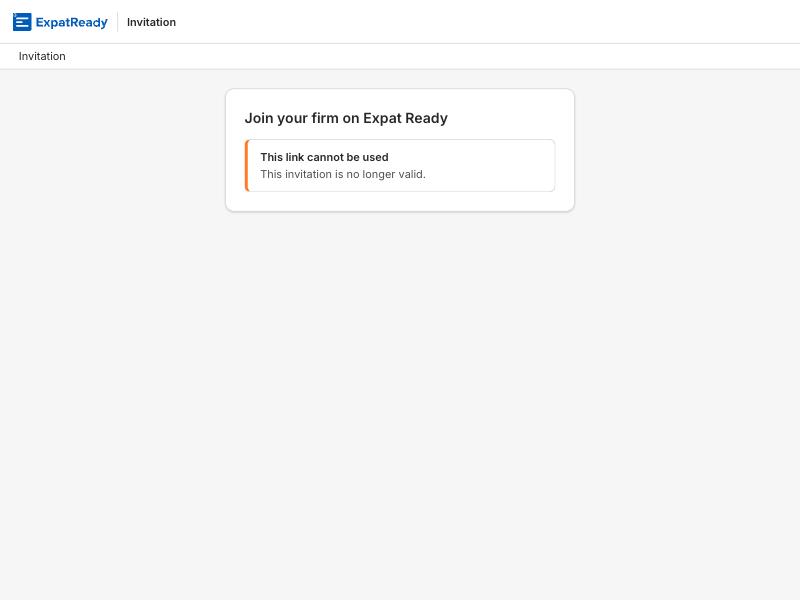 ExpatReady
Invitation
Invitation
Join your firm on Expat Ready
This link cannot be used
This invitation is no longer valid.